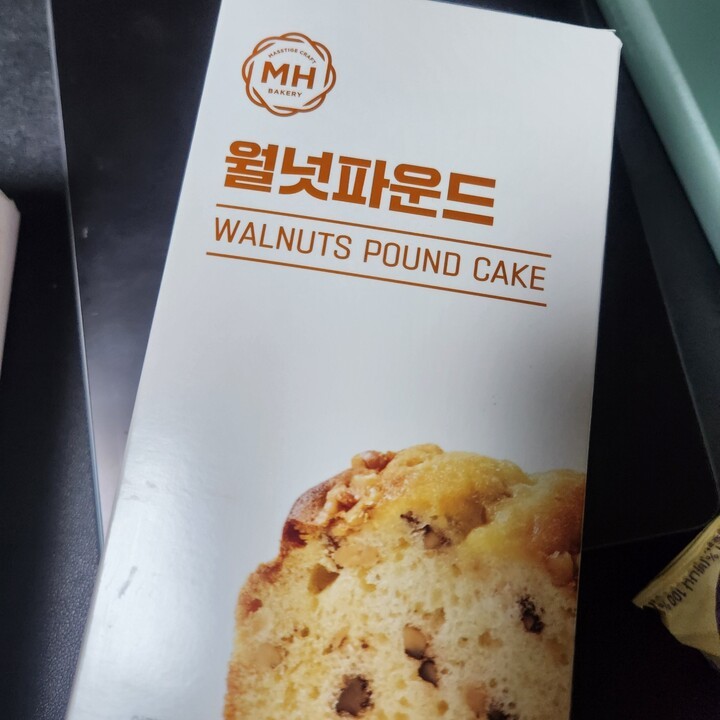 MASSTIGE CRAFT
MH
BAKERY
월넛파운드
WALNUTS POUND CAKE